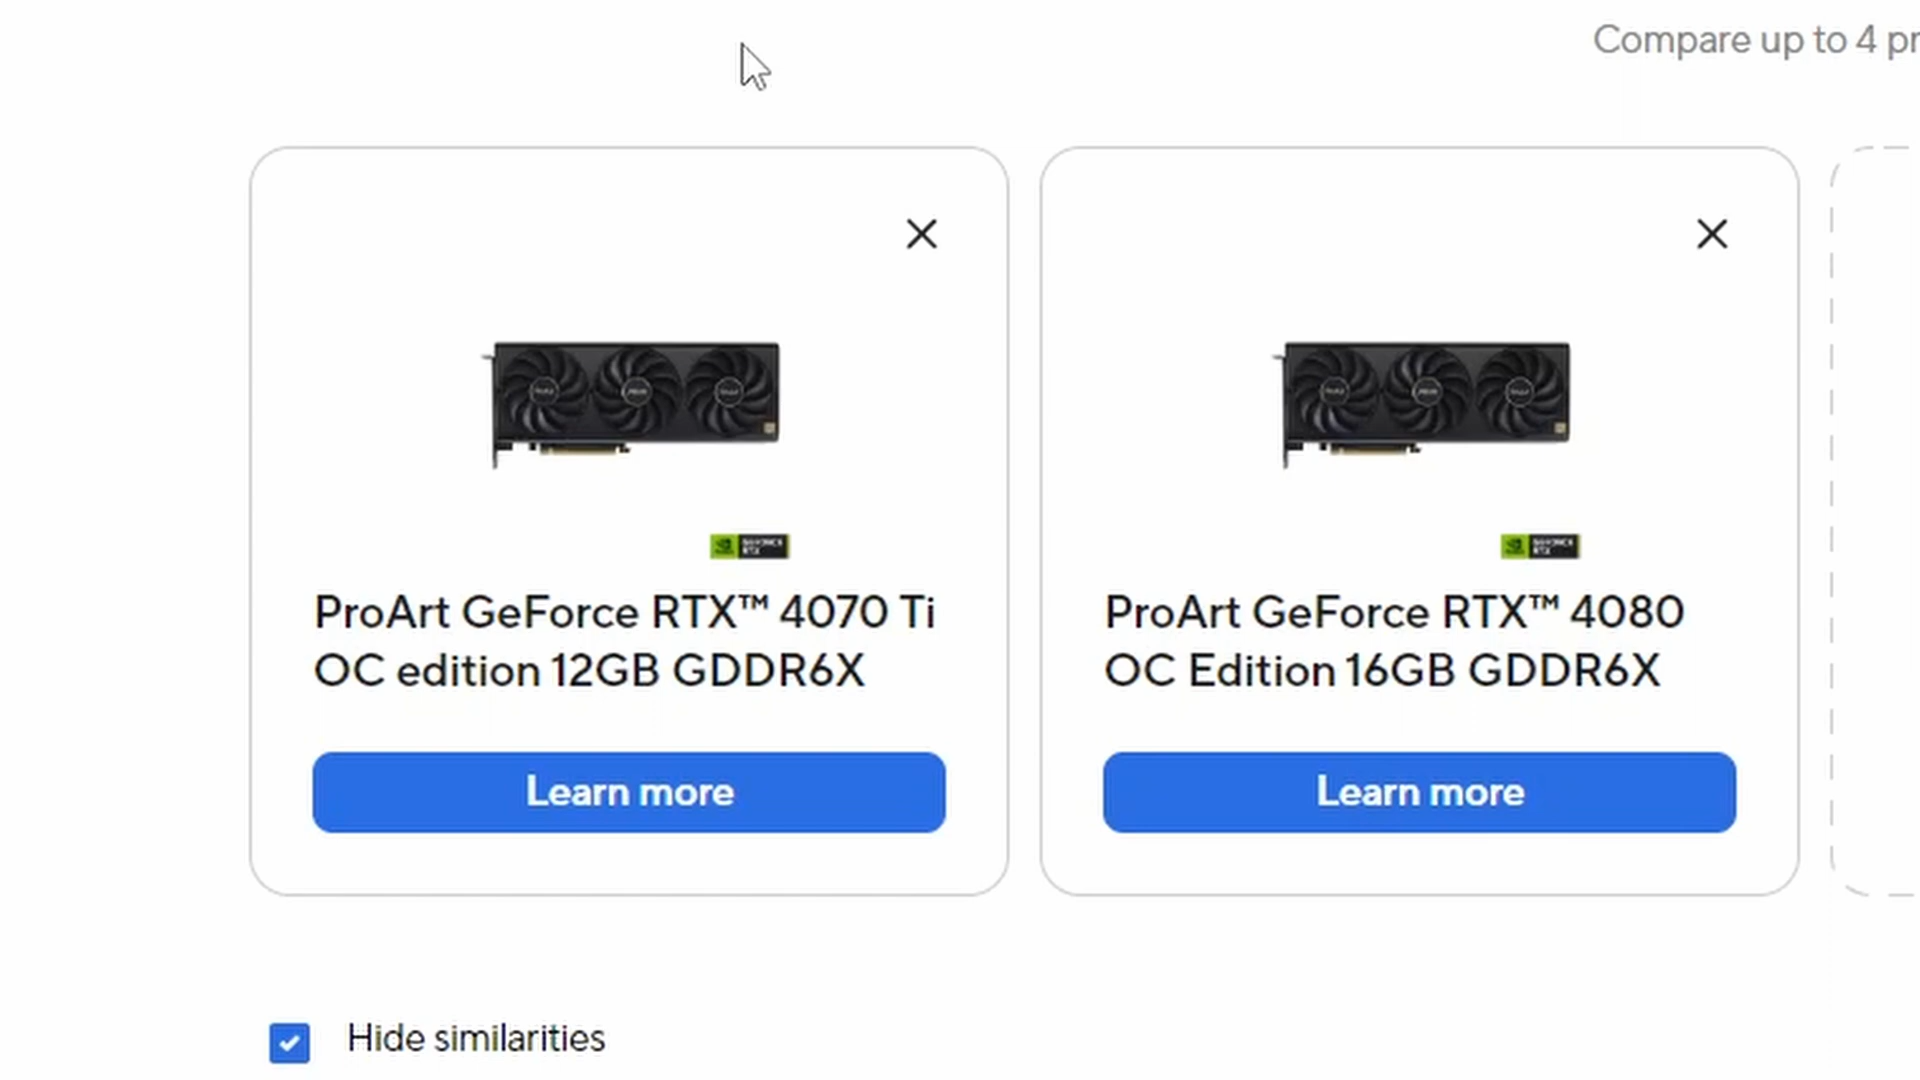 Compare up to 4 pr
ProArt GeForce RTX™ 4070 Ti
OC edition 12GB GDDR6X
Learn more
ProArt GeForce RTX™ 4080
OC Edition 16GB GDDR6X
Learn more
Hide similarities